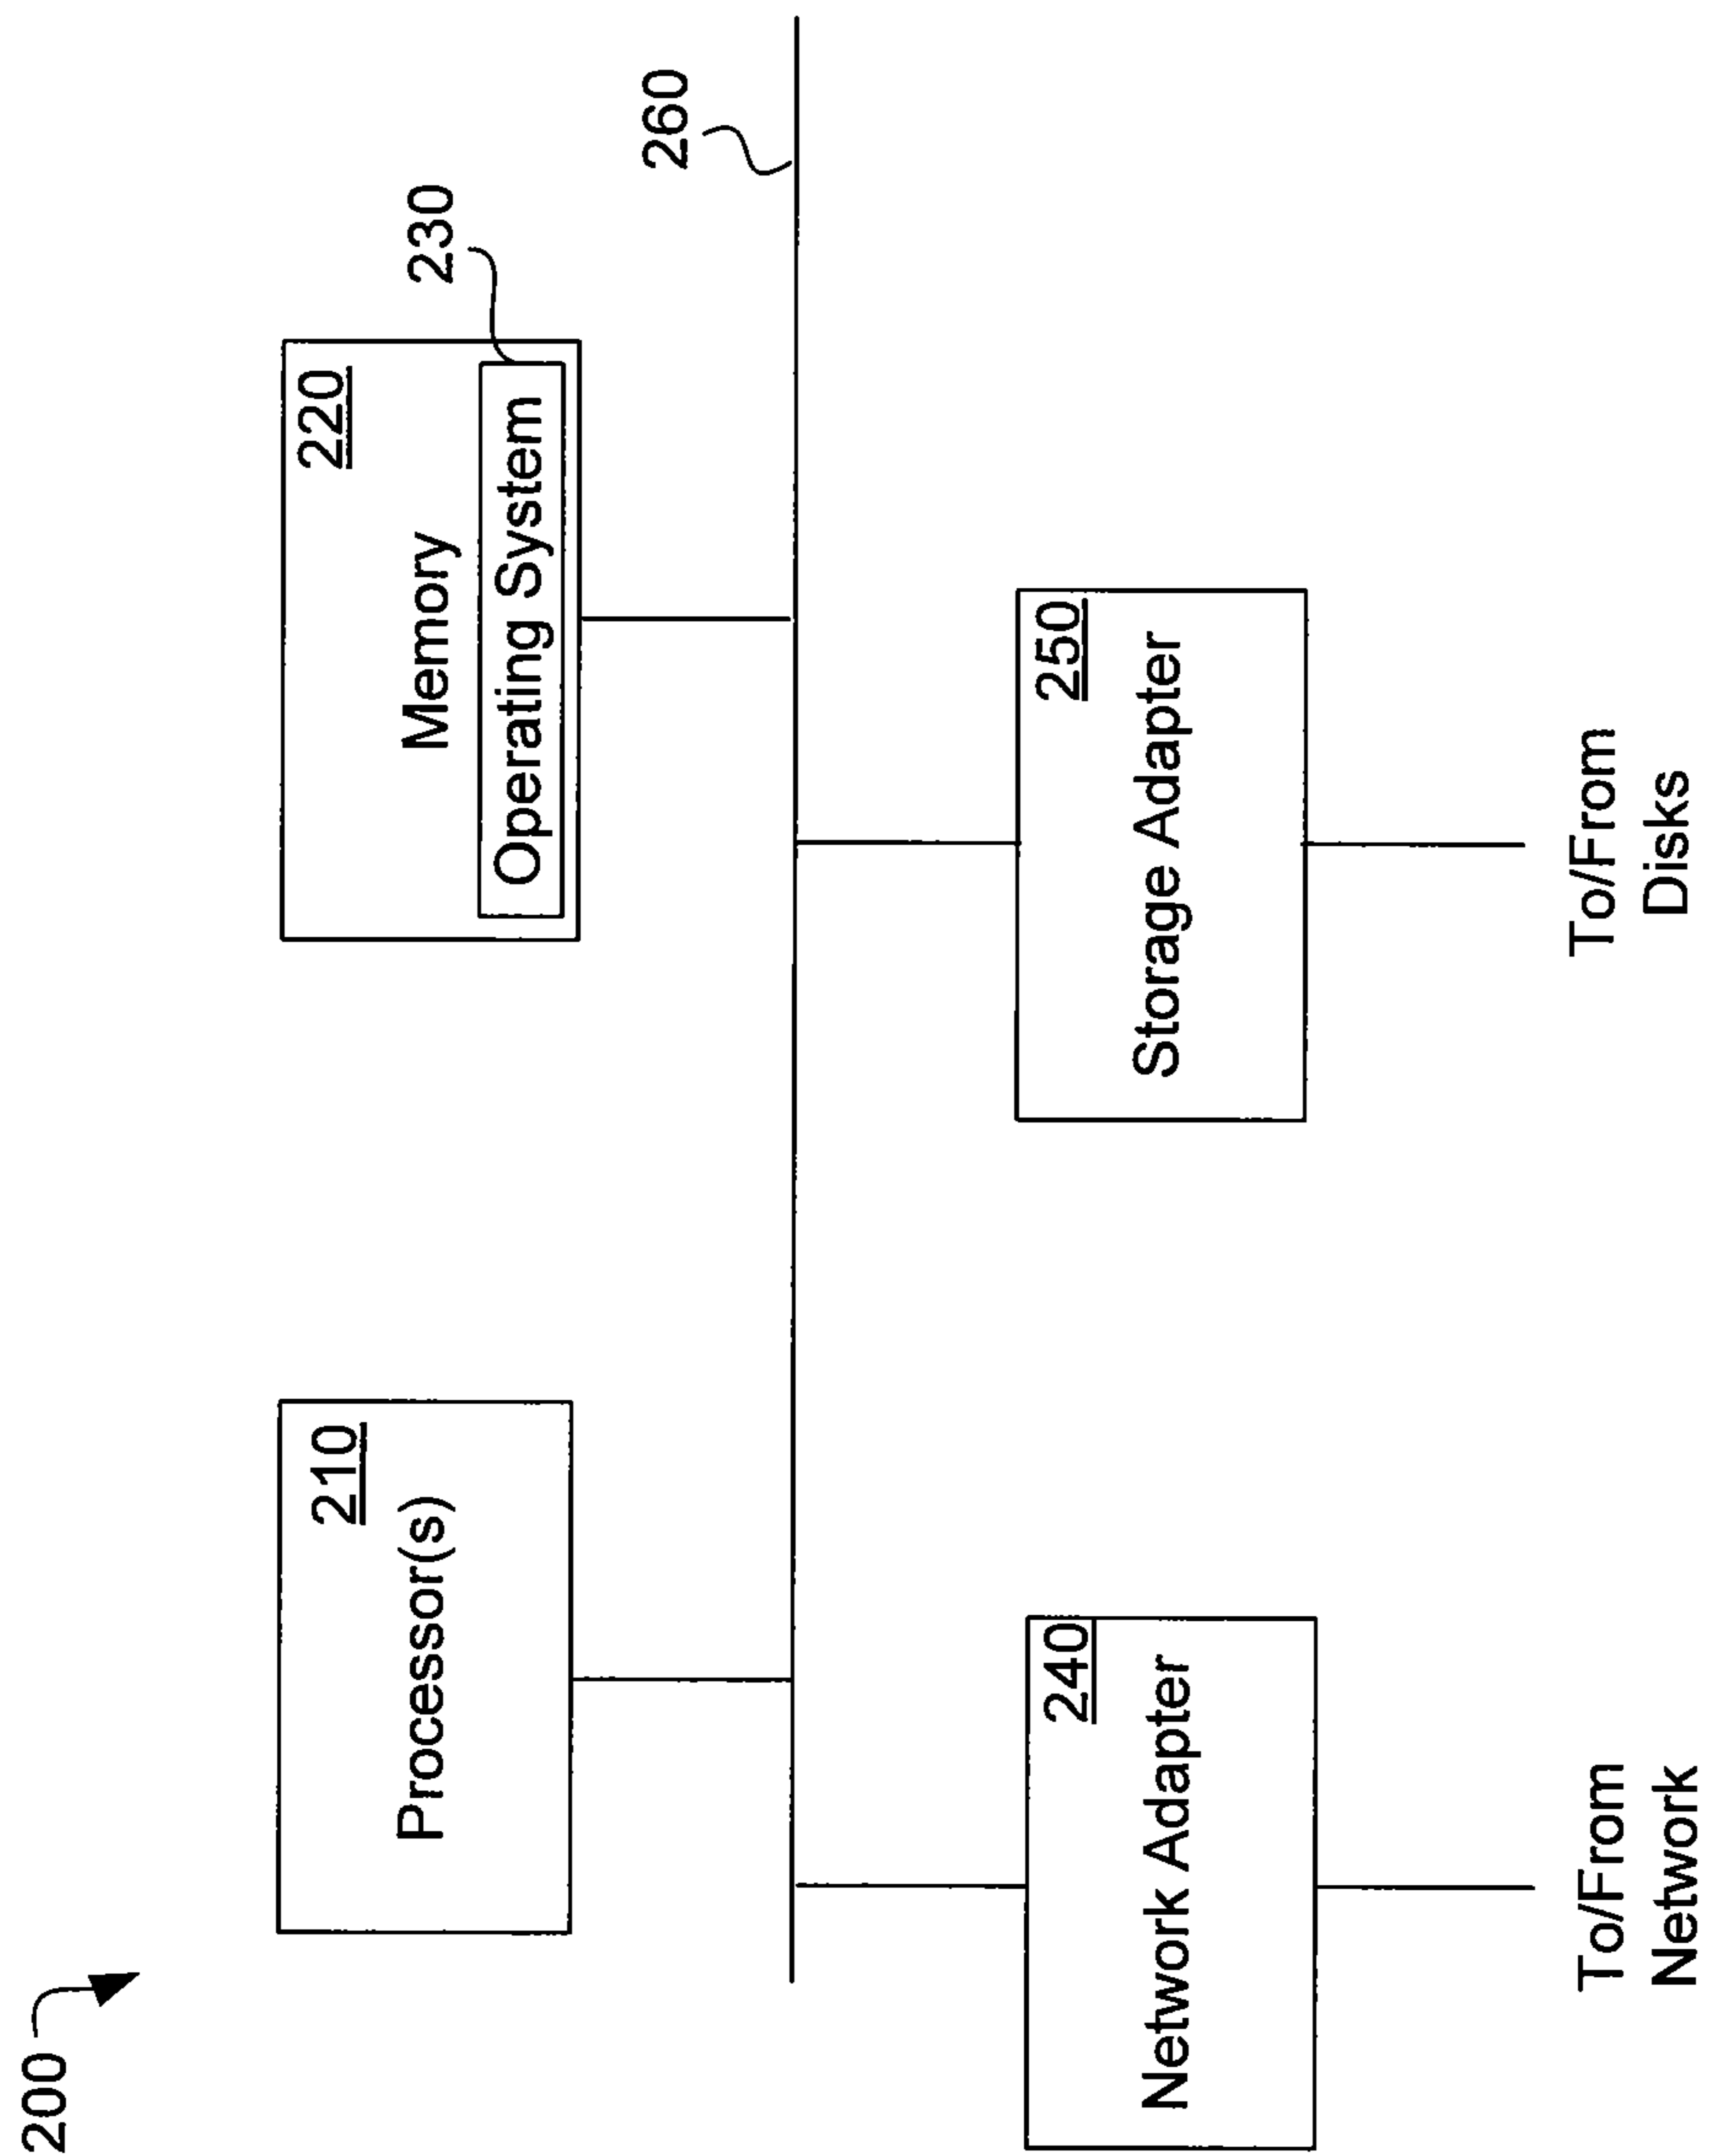 200
210
Processor(s)
220
Memory
Operating System
230
260
240
Network Adapter
250
Storage Adapter
To/From
Network
To/From
Disks